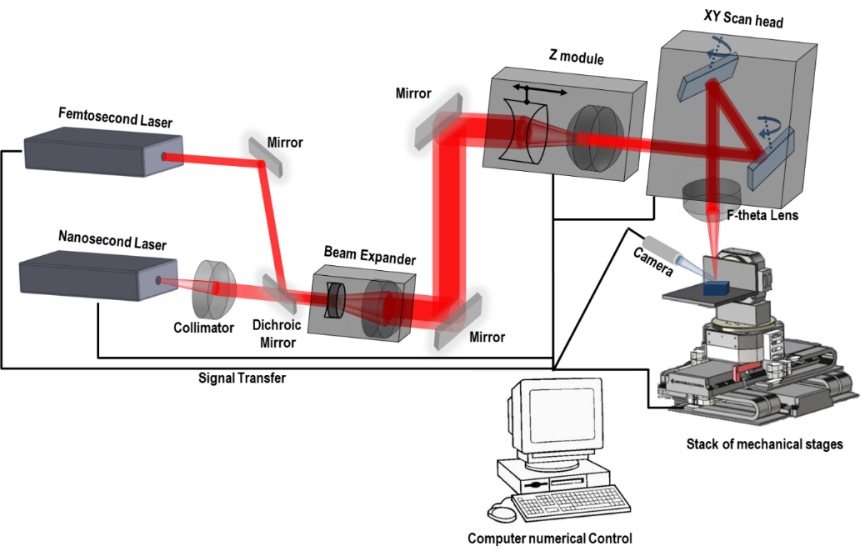 XY Scan head
Z module
Mirror
Femtosecond Laser
Mirror
F-theta Lens
Nanosecond Laser
Beam Expander
Camera
Collimator
Dichroic
Mirror
Mirror
Signal Transfer
Stack of mechanical stages
Computer numerical Control